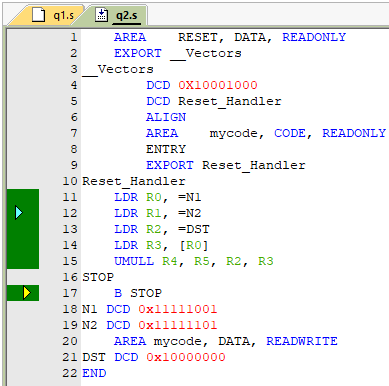 q1.s q2.s
1 AREA RESET, DATA, READONLY
2 EXPORT __Vectors
3 __Vectors
4 DCD 0X10001000
5 DCD Reset_Handler
6 ALIGN
7 AREA mycode, CODE, READONLY
8 ENTRY
9 EXPORT Reset_Handler
10 Reset_Handler
11 LDR R0, =N1
12 LDR R1, =N2
13 LDR R2, =DST
14 LDR R3, [R0]
15 UMULL R4, R5, R2, R3
16 STOP
17 B STOP
18 N1 DCD 0x11111001
19 N2 DCD 0x11111101
20 AREA mycode, DATA, READWRITE
21 DST DCD 0x10000000
22 END